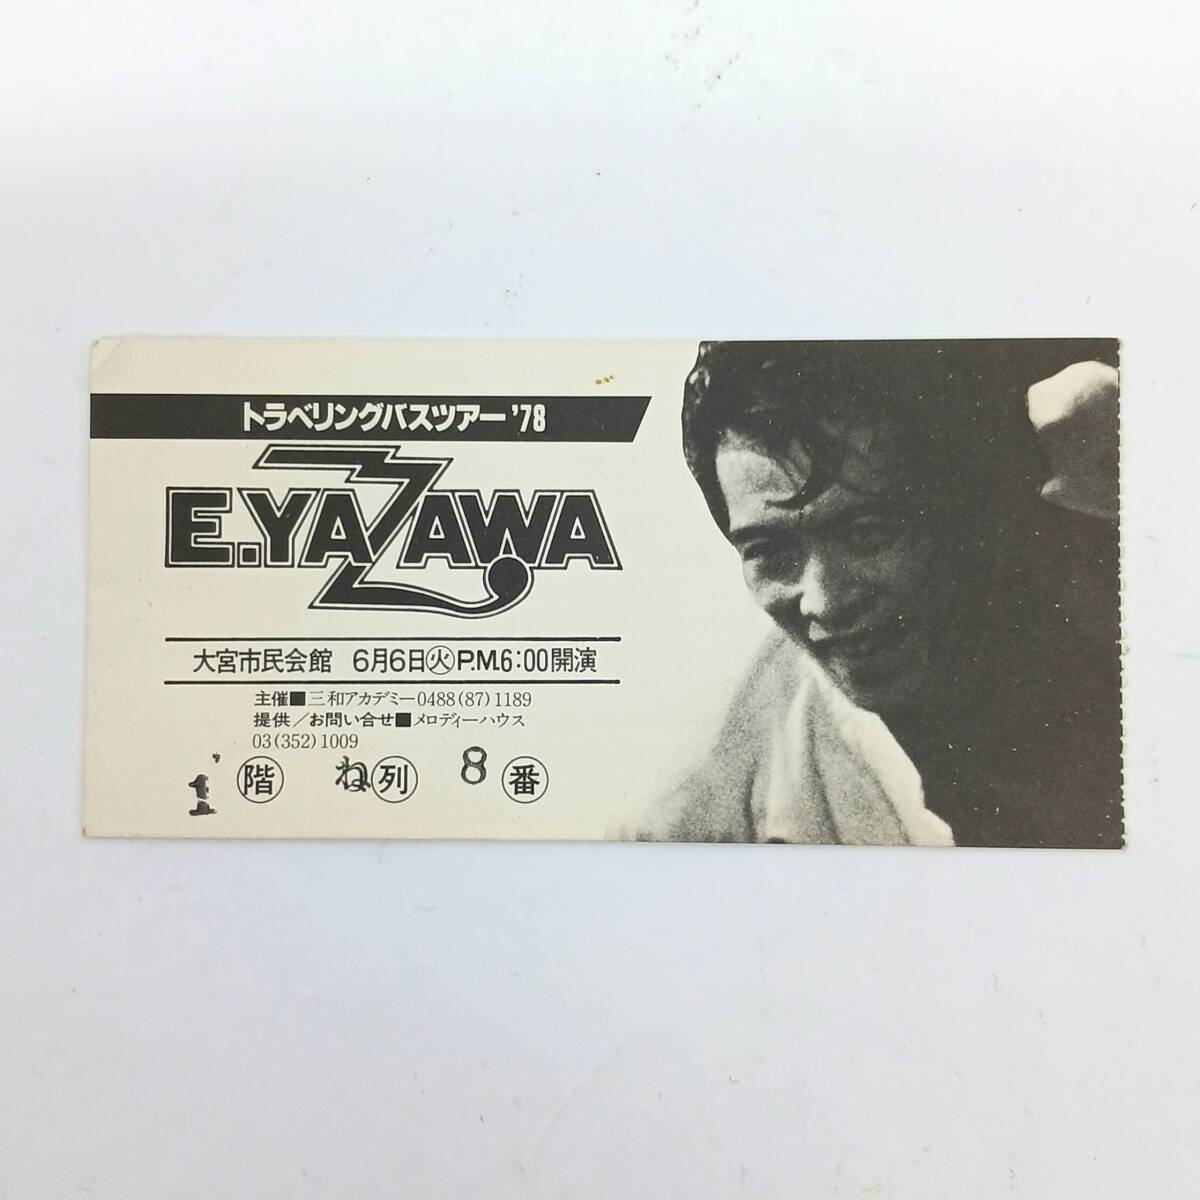 トラベリングバスツアー '78
E.YAZAWA
大宮市民会館 6月6日㊋P.M.6:00開演
主催■三和アカデミー0488(87)1189
提供/お問い合せ■メロディーハウス
03(352)1009
1階 ね列 8番